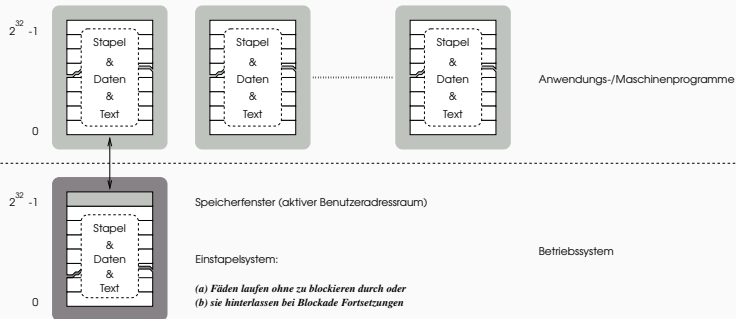 2^32 -1
Stapel
&
Daten
&
Text
Stapel
&
Daten
&
Text
Stapel
&
Daten
&
Text
Anwendungs-/Maschinenprogramme
0
2^32 -1
Speicherfenster (aktiver Benutzeradressraum)
Stapel
&
Daten
&
Text
Betriebssystem
Einstapelsystem:
(a) Fäden laufen ohne zu blockieren durch oder
(b) sie hinterlassen bei Blockade Fortsetzungen
0